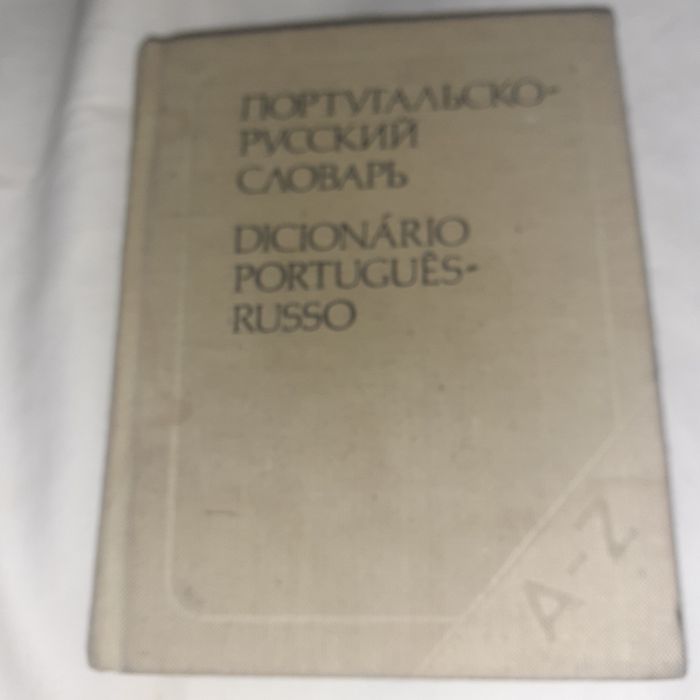 ПОРТУГАЛЬСКО-
РУССКИЙ
СЛОВАРЬ
DICIONÁRIO
PORTUGUÊS-
RUSSO
A-Z